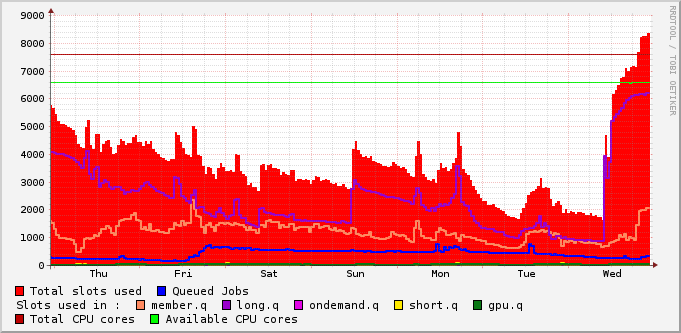 9000
8000
7000
6000
5000
4000
3000
2000
1000
0
Thu Fri Sat Sun Mon Tue Wed
RRDTOOL / TOBI OETIKER
Total slots used Queued Jobs
Slots used in : member.q long.q ondemand.q short.q gpu.q
Total CPU cores Available CPU cores